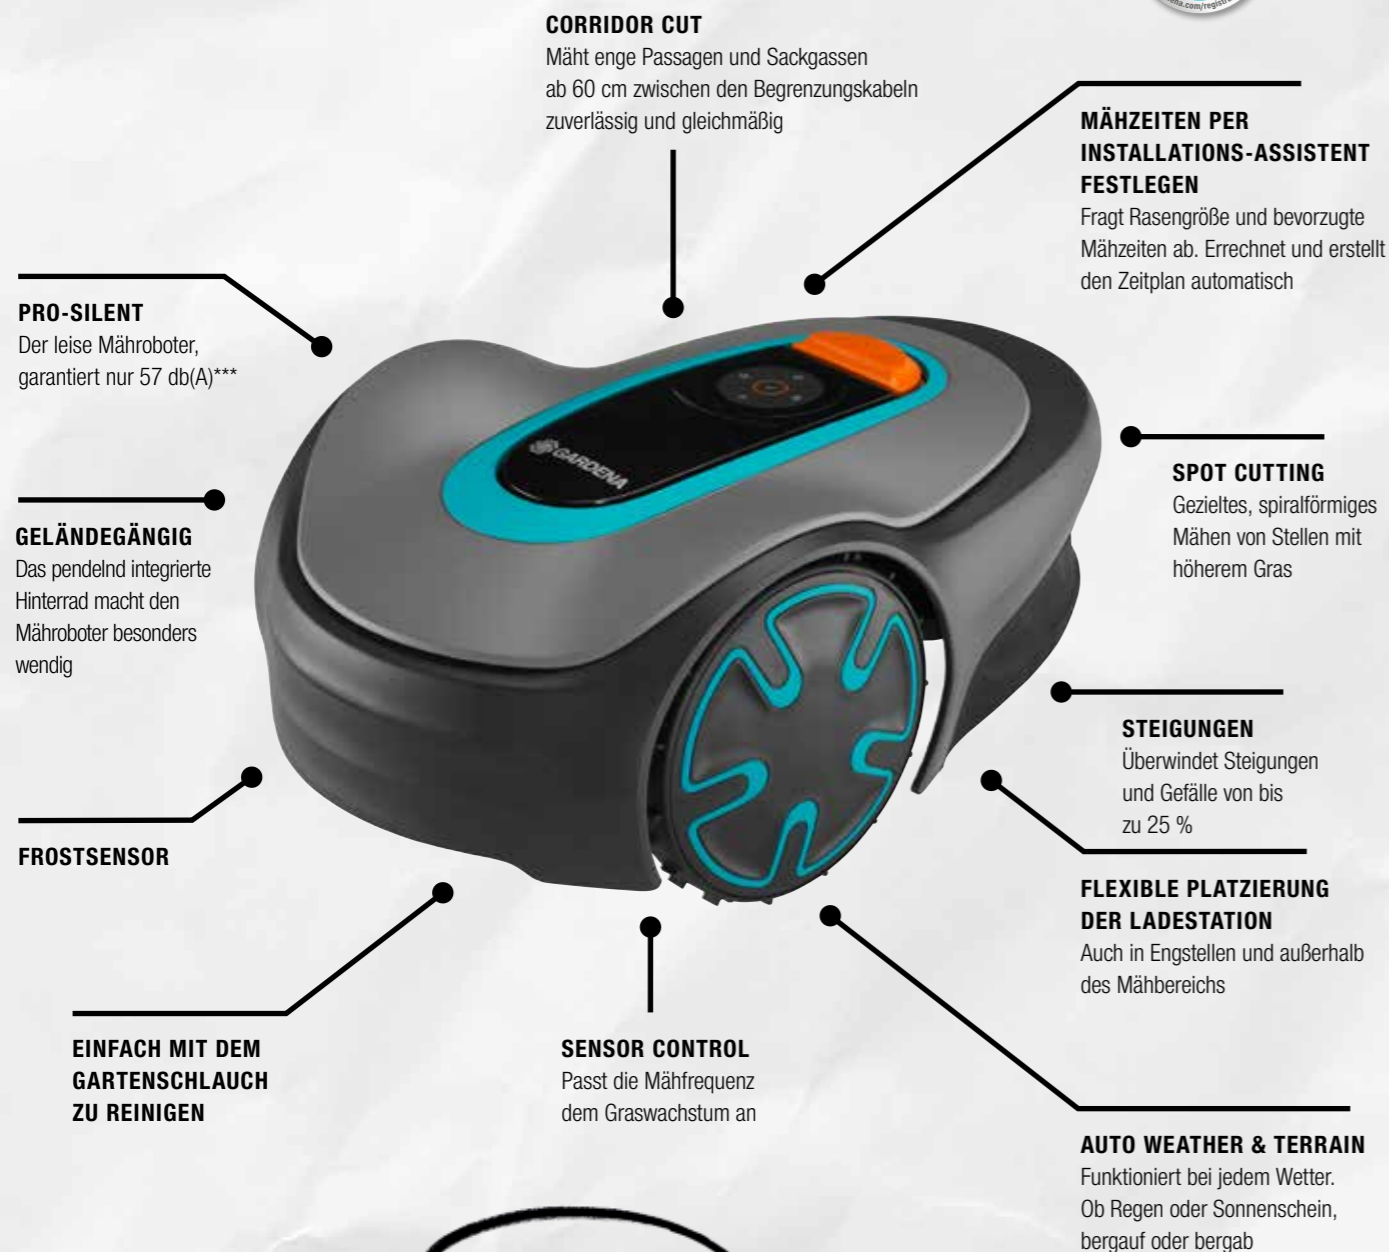 ena.com/registr
CORRIDOR CUT
Mäht enge Passagen und Sackgassen
ab 60 cm zwischen den Begrenzungskabeln
zuverlässig und gleichmäßig
MÄHZEITEN PER
INSTALLATIONS-ASSISTENT
FESTLEGEN
Fragt Rasengröße und bevorzugte
Mähzeiten ab. Errechnet und erstellt
den Zeitplan automatisch
PRO-SILENT
Der leise Mähroboter,
garantiert nur 57 db(A)***
GARDENA
SPOT CUTTING
Gezieltes, spiralförmiges
Mähen von Stellen mit
höherem Gras
GELÄNDEGÄNGIG
Das pendelnd integrierte
Hinterrad macht den
Mähroboter besonders
wendig
STEIGUNGEN
Überwindet Steigungen
und Gefälle von bis
zu 25 %
FROSTSENSOR
FLEXIBLE PLATZIERUNG
DER LADESTATION
Auch in Engstellen und außerhalb
des Mähbereichs
EINFACH MIT DEM
GARTENSCHLAUCH
ZU REINIGEN
SENSOR CONTROL
Passt die Mähfrequenz
dem Graswachstum an
AUTO WEATHER & TERRAIN
Funktioniert bei jedem Wetter.
Ob Regen oder Sonnenschein,
bergauf oder bergab